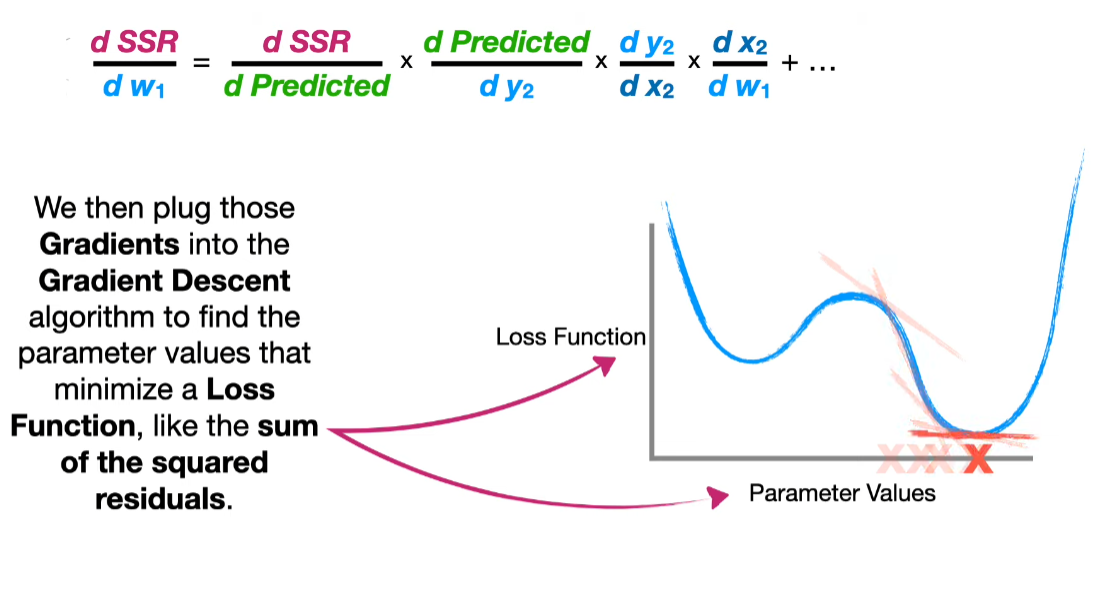 d SSR / d w₁ = d SSR / d Predicted x d Predicted / d y₂ x d y₂ / d x₂ x d x₂ / d w₁ + ...
We then plug those
Gradients into the
Gradient Descent
algorithm to find the
parameter values that
minimize a Loss
Function, like the sum
of the squared
residuals.
Loss Function
Parameter Values